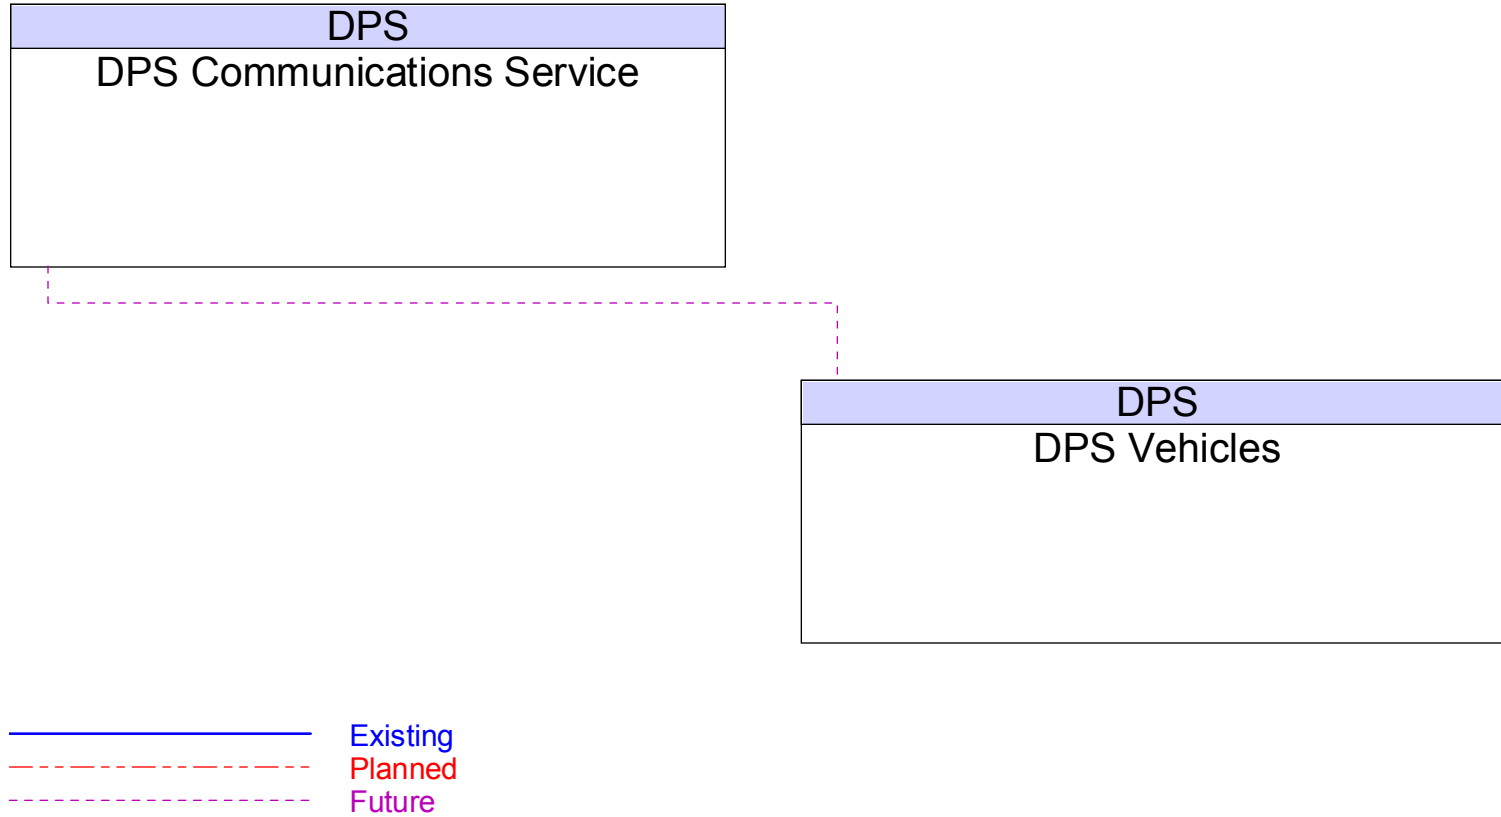 DPS
DPS Communications Service
DPS
DPS Vehicles
Existing
Planned
Future